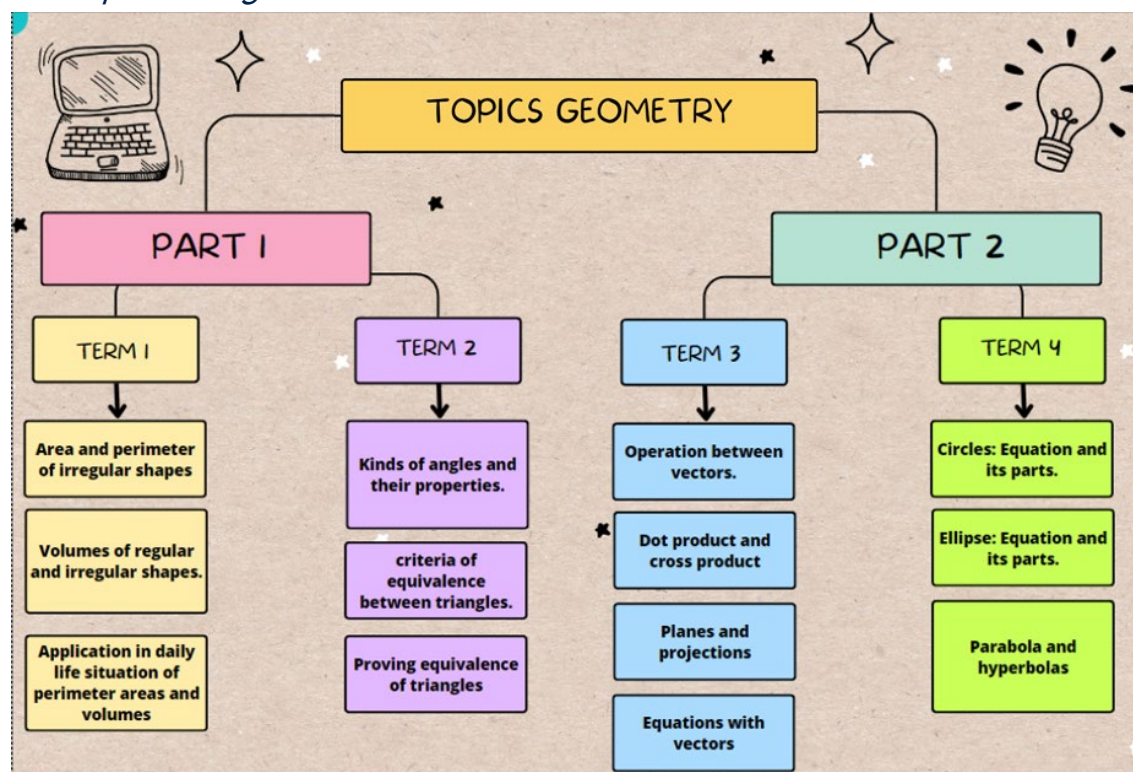 TOPICS GEOMETRY
PART 1
PART 2
TERM 1
TERM 2
TERM 3
TERM 4
Area and perimeter
of irregular shapes
Volumes of regular
and irregular shapes.
Application in daily
life situation of
perimeter areas and
volumes
Kinds of angles and
their properties.
criteria of
equivalence
between triangles.
Proving equivalence
of triangles
Operation between
vectors.
Dot product and
cross product
Planes and
projections
Equations with
vectors
Circles: Equation and
its parts.
Ellipse: Equation and
its parts.
Parabola and
hyperbolas